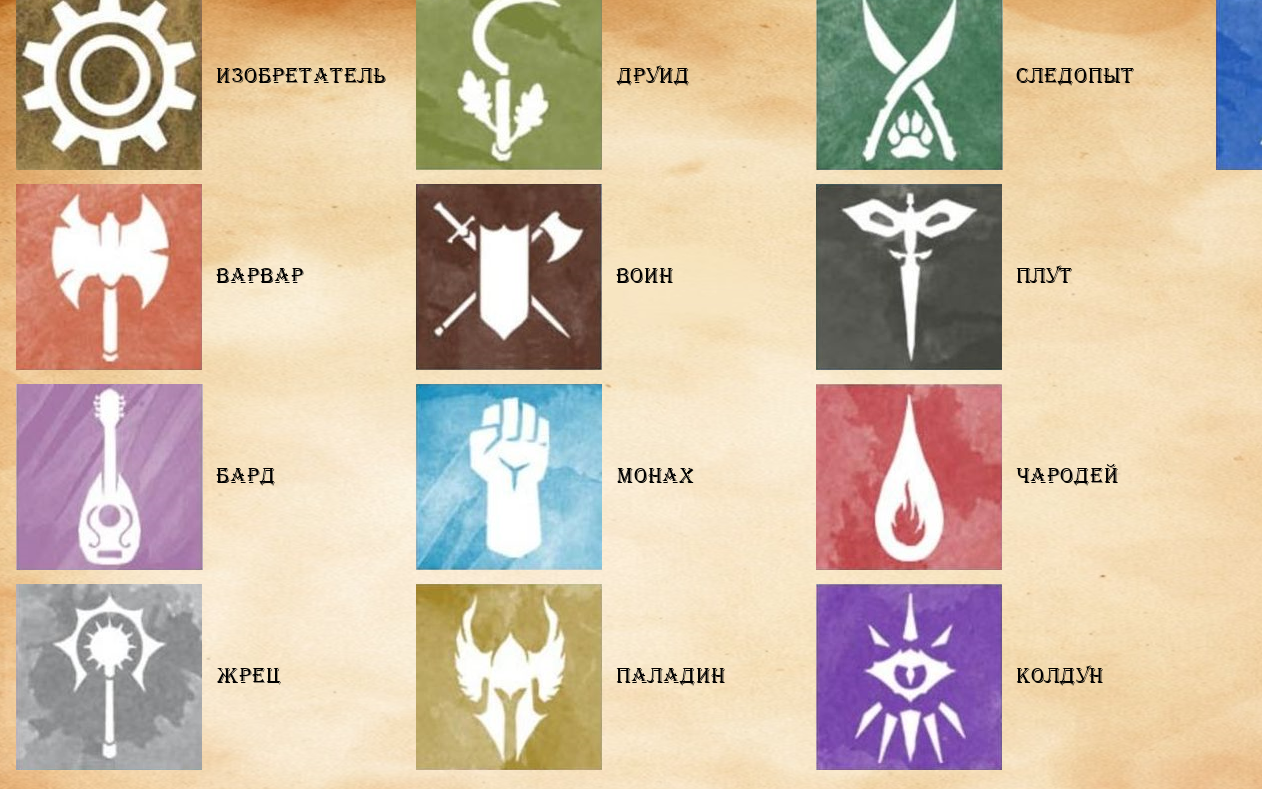 ИЗОБРЕТАТЕЛЬ
ДРУИД
СЛЕДОПЫТ
ВАРВАР
ВОИН
ПЛУТ
БАРД
МОНАХ
ЧАРОДЕЙ
ЖРЕЦ
ПАЛАДИН
КОЛДУН